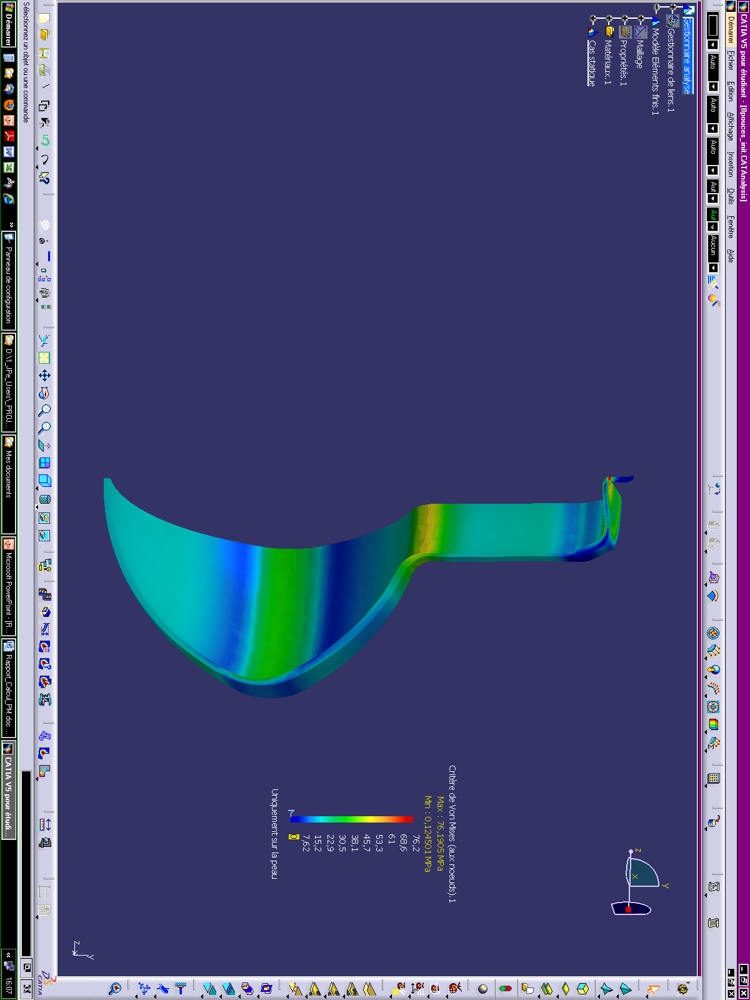 CATIA V5 pour étudiant - [8pouces_init.CATAnalysis]
Démarrer Fichier Edition Affichage Insertion Outils Fenêtre Aide
Auto Auto Auto Aut Aut Aucun
Gestionnaire analyse
Gestionnaire de liens.1
Modèle Eléments finis.1
Maillage
Propriétés.1
Matériaux.1
Cas statique
z
y
x
Critère de Von Mises (aux noeuds).1
Max : 76,1905 MPa
Min : 0,124501 MPa
76,2
68,6
61
53,3
45,7
38,1
30,5
22,9
15,2
7,62
0
Uniquement sur la peau
z
y
x
CATIA
Sélectionnez un objet ou une commande
Démarrer
»
Panneau de configuration
D:\1_JPe_Users\_PROJ...
Mes documents
Microsoft PowerPoint - [R...
Rapport_Calcul_PM.doc ...
CATIA V5 pour étudi...
«
16:07